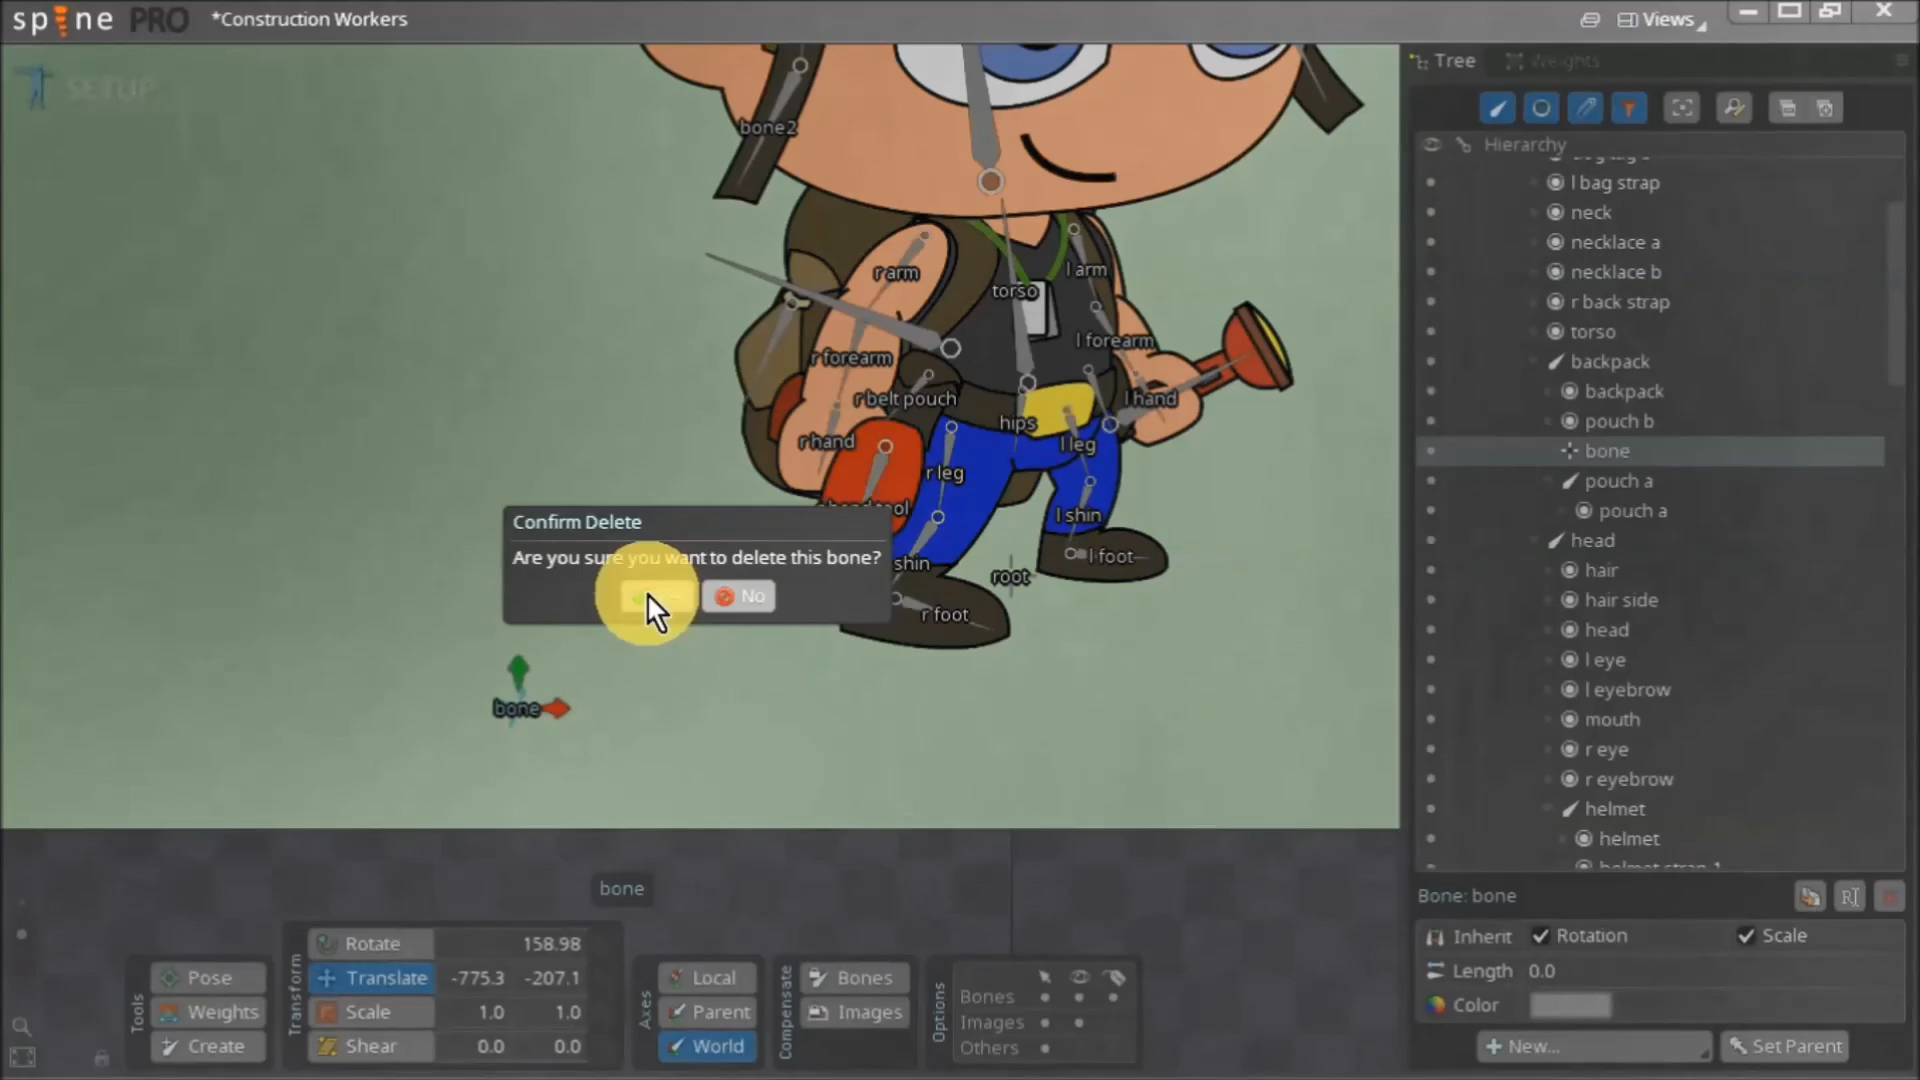 spine PRO *Construction Workers
Views
SETUP
Tree
Weights
Hierarchy
l bag strap
neck
necklace a
necklace b
r back strap
torso
backpack
backpack
pouch b
bone
pouch a
pouch a
head
hair
hair side
head
l eye
l eyebrow
mouth
r eye
r eyebrow
helmet
helmet
helmet strap 1
bone2
r arm
torso
l arm
r forearm
l forearm
r belt pouch
l hand
hips
r hand
l leg
r leg
l shin
shin
l foot
root
r foot
Confirm Delete
Are you sure you want to delete this bone?
No
bone
bone
Tools
Pose
Weights
Create
Transform
Rotate 158.98
Translate -775.3 -207.1
Scale 1.0 1.0
Shear 0.0 0.0
Axes
Local
Parent
World
Compensate
Bones
Images
Options
Bones
Images
Others
Bone: bone
Inherit Rotation Scale
Length 0.0
Color
New...
Set Parent